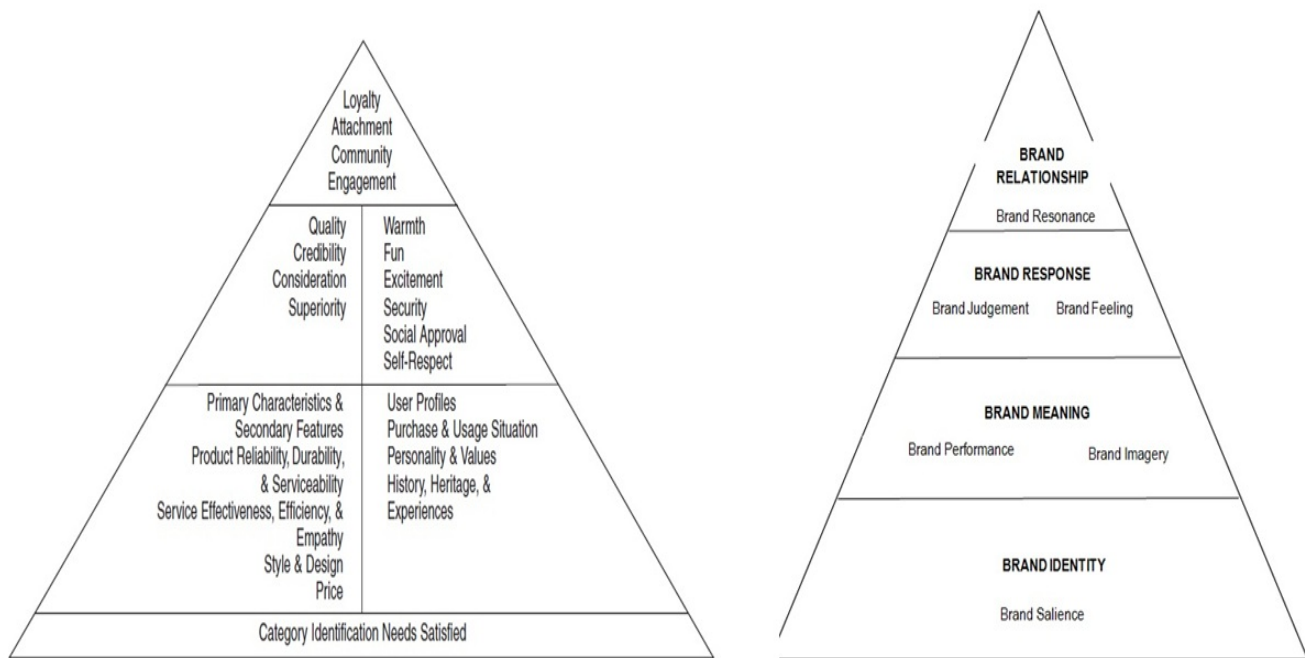 Loyalty
Attachment
Community
Engagement
Quality
Credibility
Consideration
Superiority
Warmth
Fun
Excitement
Security
Social Approval
Self-Respect
Primary Characteristics &
Secondary Features
Product Reliability, Durability,
& Serviceability
Service Effectiveness, Efficiency, &
Empathy
Style & Design
Price
User Profiles
Purchase & Usage Situation
Personality & Values
History, Heritage, &
Experiences
Category Identification Needs Satisfied
BRAND
RELATIONSHIP
Brand Resonance
BRAND RESPONSE
Brand Judgement Brand Feeling
BRAND MEANING
Brand Performance Brand Imagery
BRAND IDENTITY
Brand Salience